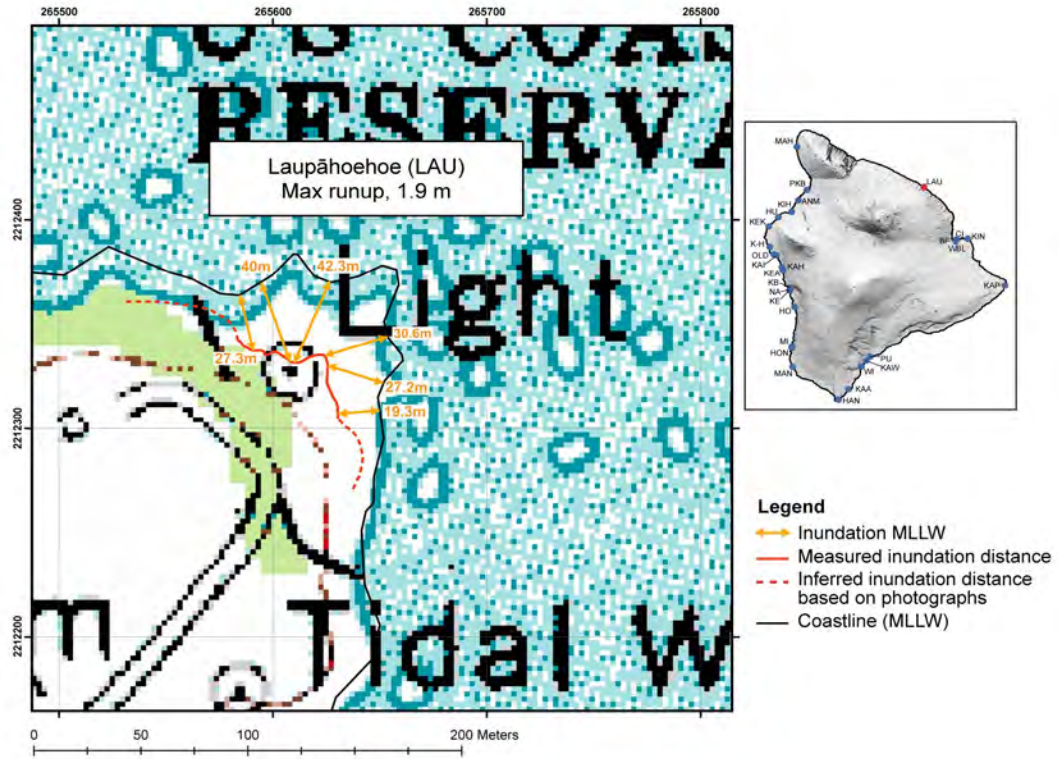 265500
265600
265700
265800
US COAS
RESERVA
Laupāhoehoe (LAU)
Max runup, 1.9 m
2212400
2212300
2212200
40m
42.3m
Light
30.6m
27.3m
27.2m
19.3m
m Tidal W
0
50
100
200 Meters
MAH
LAU
PKB
KIH
ANM
HU
KEK
CJ
KIN
BF
WBL
K-H
OLD
KAI
KAH
KEA
KB
NA
KE
KAP
HO
MI
HON
PU
KAW
MAN
WI
KAA
HAN
Legend
Inundation MLLW
Measured inundation distance
Inferred inundation distance
based on photographs
Coastline (MLLW)